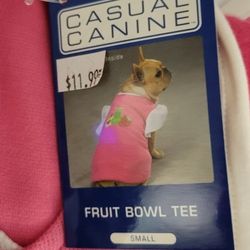 CASUAL
CANINE
$11.99
FRUIT BOWL TEE
SMALL